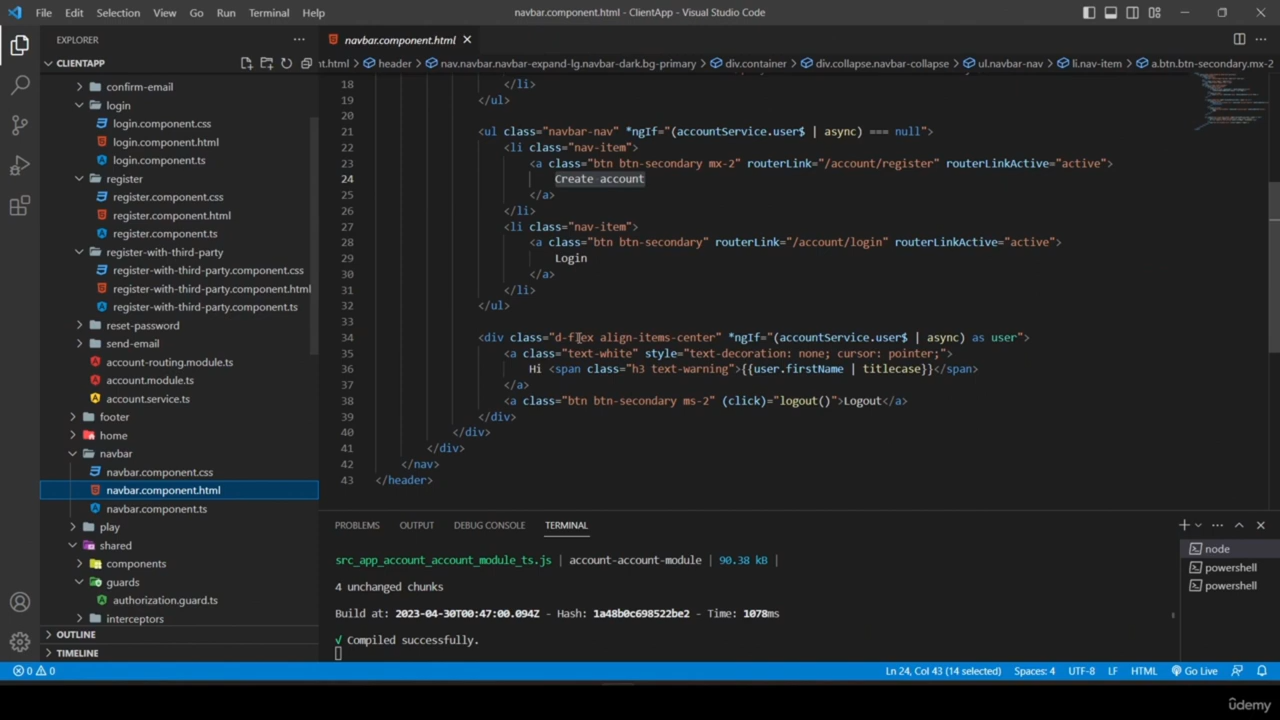 File Edit Selection View Go Run Terminal Help navbar.component.html - ClientApp - Visual Studio Code
EXPLORER
CLIENTAPP
confirm-email
login
login.component.css
login.component.html
login.component.ts
register
register.component.css
register.component.html
register.component.ts
register-with-third-party
register-with-third-party.component.css
register-with-third-party.component.html
register-with-third-party.component.ts
reset-password
send-email
account-routing.module.ts
account.module.ts
account.service.ts
footer
home
navbar
navbar.component.css
navbar.component.html
navbar.component.ts
play
shared
components
guards
authorization.guard.ts
interceptors
OUTLINE
TIMELINE
navbar.component.html
nt.html > header > nav.navbar.navbar-expand-lg.navbar-dark.bg-primary > div.container > div.collapse.navbar-collapse > ul.navbar-nav > li.nav-item > a.btn.btn-secondary.mx-2
18 </li>
19 </ul>
20
21 <ul class="navbar-nav" *ngIf="(accountService.user$ | async) === null">
22 <li class="nav-item">
23 <a class="btn btn-secondary mx-2" routerLink="/account/register" routerLinkActive="active">
24 Create account
25 </a>
26 </li>
27 <li class="nav-item">
28 <a class="btn btn-secondary" routerLink="/account/login" routerLinkActive="active">
29 Login
30 </a>
31 </li>
32 </ul>
33
34 <div class="d-flex align-items-center" *ngIf="(accountService.user$ | async) as user">
35 <a class="text-white" style="text-decoration: none; cursor: pointer;">
36 Hi <span class="h3 text-warning">{{user.firstName | titlecase}}</span>
37 </a>
38 <a class="btn btn-secondary ms-2" (click)="logout()">Logout</a>
39 </div>
40 </div>
41 </div>
42 </nav>
43 </header>
PROBLEMS OUTPUT DEBUG CONSOLE TERMINAL
src_app_account_account_module_ts.js | account-account-module | 90.38 kB |
4 unchanged chunks
Build at: 2023-04-30T00:47:00.094Z - Hash: 1a48b0c698522be2 - Time: 1078ms
√ Compiled successfully.
node
powershell
powershell
0 0 Ln 24, Col 43 (14 selected) Spaces: 4 UTF-8 LF HTML Go Live
ûdemy